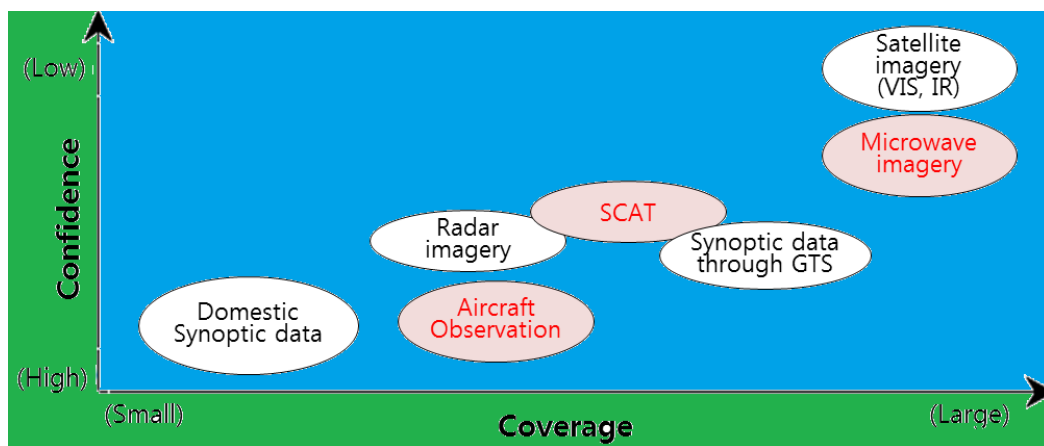 (Low)
Satellite
imagery
(VIS, IR)
Microwave
imagery
SCAT
Radar
imagery
Synoptic data
through GTS
Confidence
Domestic
Synoptic data
Aircraft
Observation
(High)
(Small)
Coverage
(Large)